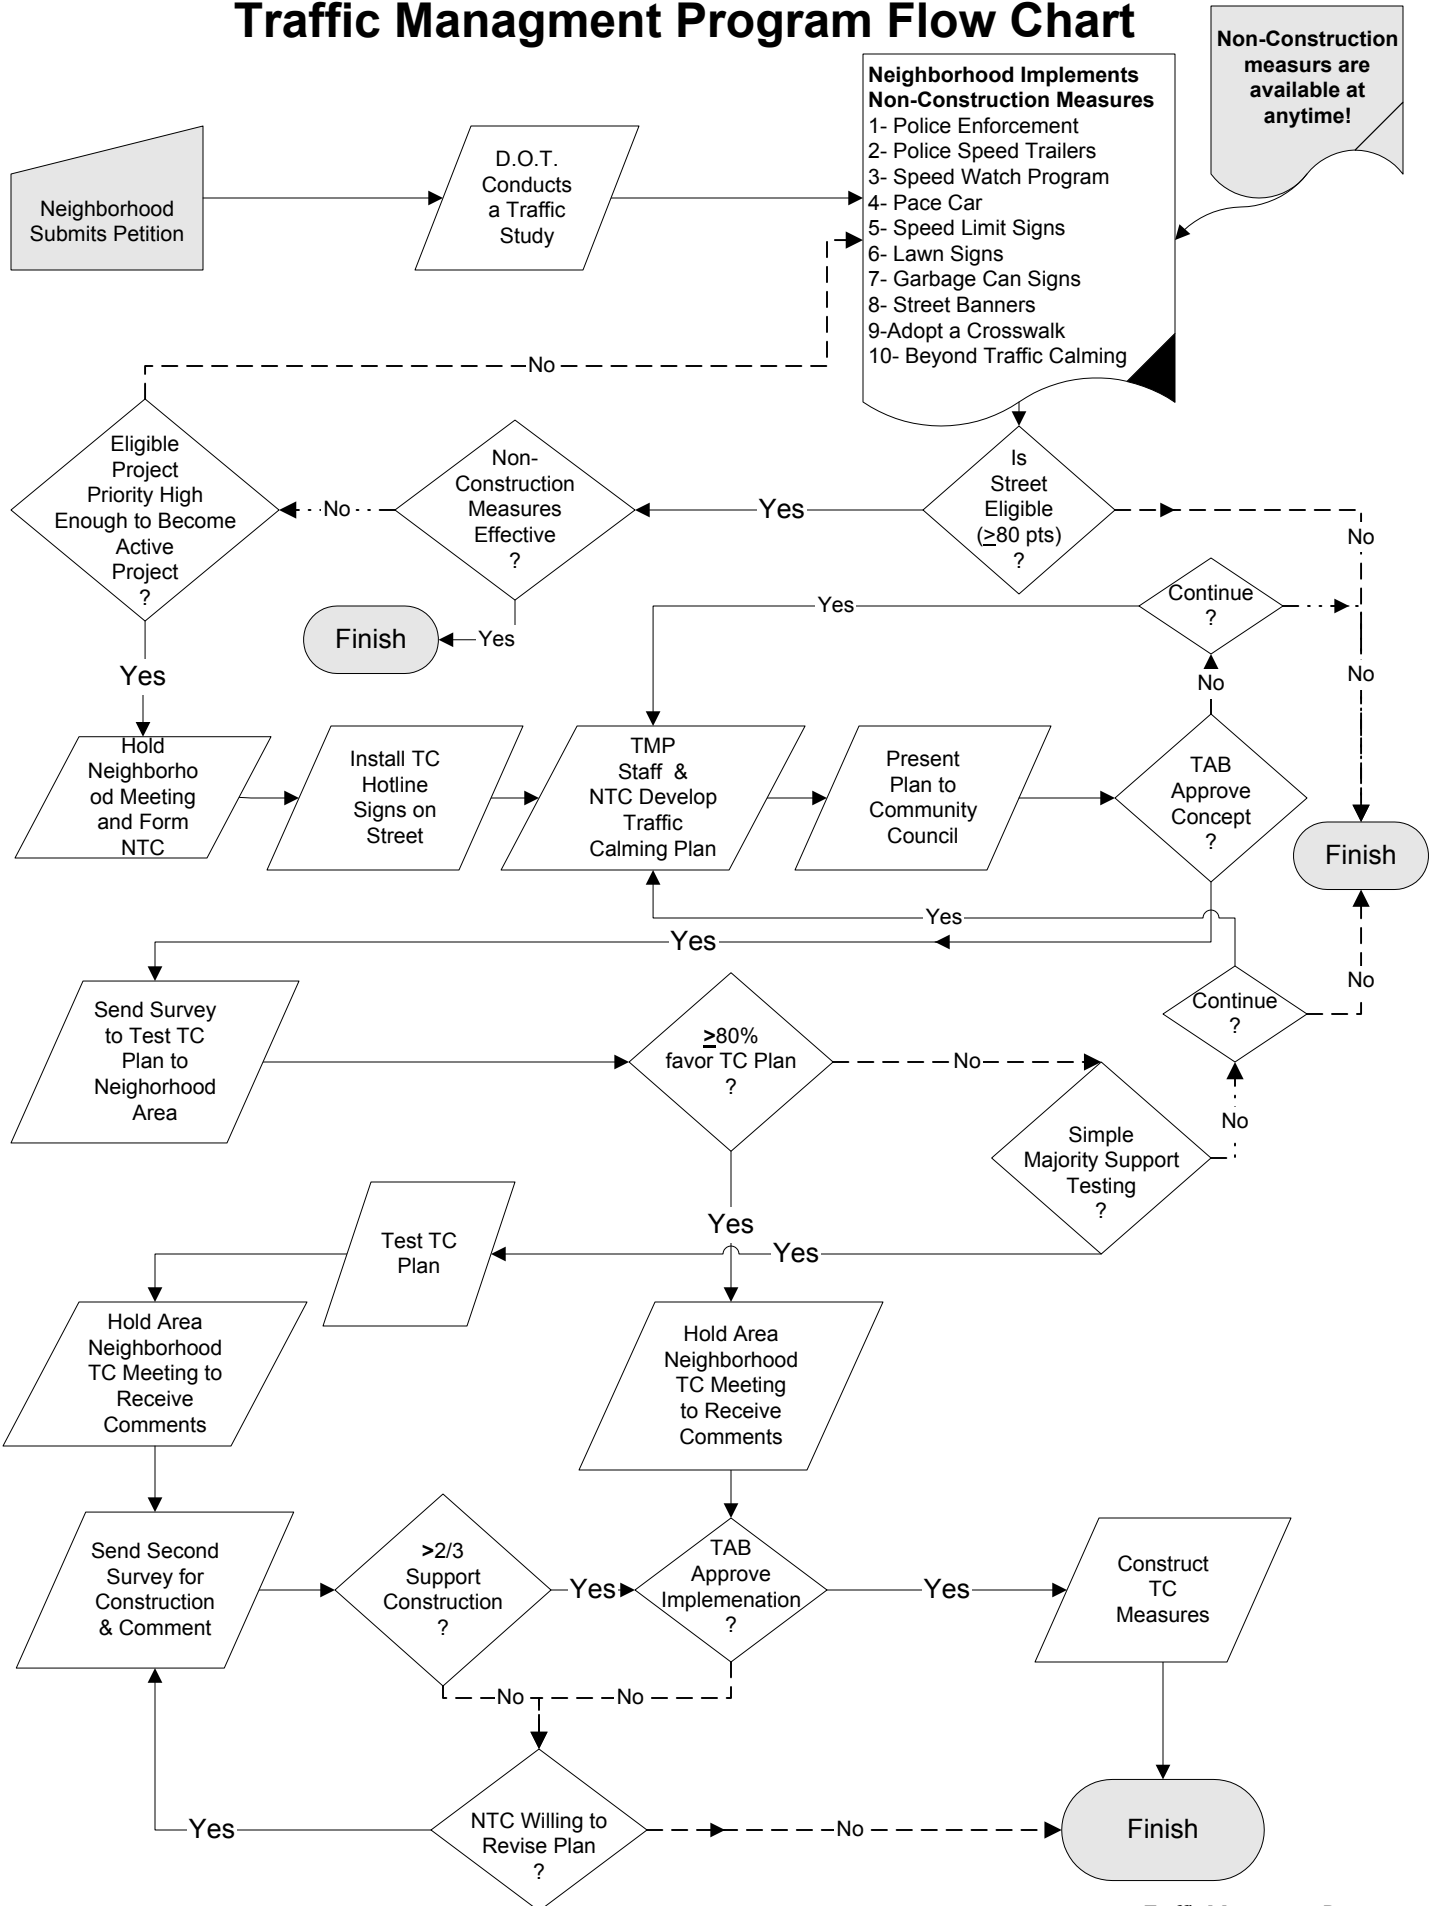 Traffic Managment Program Flow Chart
Non-Construction
measurs are
available at
anytime!
Neighborhood Implements
Non-Construction Measures
1- Police Enforcement
2- Police Speed Trailers
3- Speed Watch Program
4- Pace Car
5- Speed Limit Signs
6- Lawn Signs
7- Garbage Can Signs
8- Street Banners
9-Adopt a Crosswalk
10- Beyond Traffic Calming
Neighborhood
Submits Petition
D.O.T.
Conducts
a Traffic
Study
No
Eligible
Project
Priority High
Enough to Become
Active
Project
?
No
Non-
Construction
Measures
Effective
?
Yes
Is
Street
Eligible
(≥80 pts)
?
No
Finish
Yes
Yes
Continue
?
No
Yes
No
Hold
Neighborho
od Meeting
and Form
NTC
Install TC
Hotline
Signs on
Street
TMP
Staff &
NTC Develop
Traffic
Calming Plan
Present
Plan to
Community
Council
TAB
Approve
Concept
?
Finish
Yes
Yes
Continue
?
No
Send Survey
to Test TC
Plan to
Neighorhood
Area
≥80%
favor TC Plan
?
No
No
Simple
Majority Support
Testing
?
Yes
Yes
Test TC
Plan
Hold Area
Neighborhood
TC Meeting to
Receive
Comments
Hold Area
Neighborhood
TC Meeting
to Receive
Comments
Send Second
Survey for
Construction
& Comment
>2/3
Support
Construction
?
Yes
TAB
Approve
Implemenation
?
Yes
Construct
TC
Measures
No
No
Yes
NTC Willing to
Revise Plan
?
No
Finish